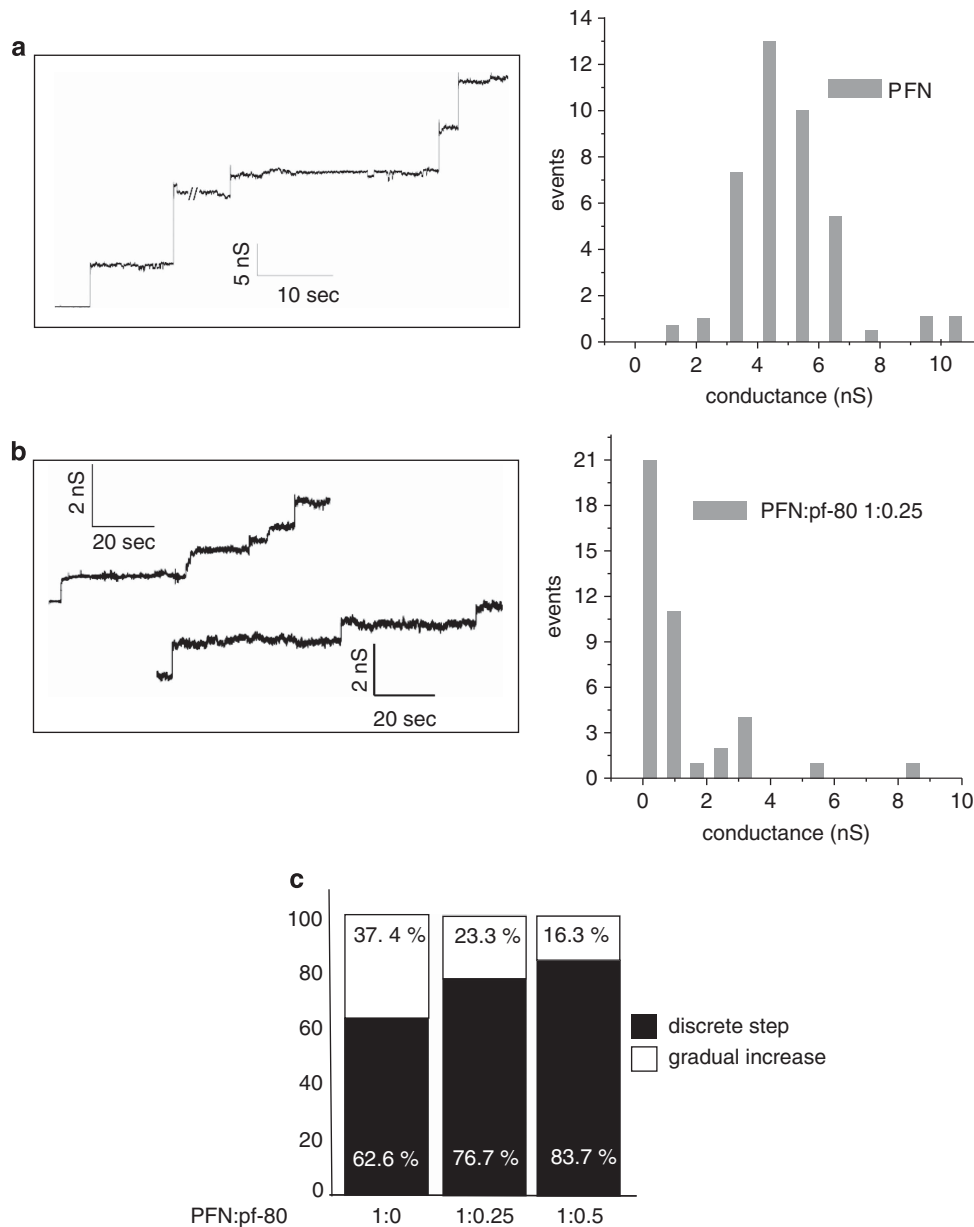 a
5 nS
10 sec
14
12
10
8
6
4
2
0
events
PFN
0 2 4 6 8 10
conductance (nS)
b
2 nS
20 sec
2 nS
20 sec
21
18
15
12
9
6
3
0
events
PFN:pf-80 1:0.25
0 2 4 6 8 10
conductance (nS)
c
100
80
60
40
20
0
37. 4 % 23.3 % 16.3 %
62.6 % 76.7 % 83.7 %
discrete step
gradual increase
PFN:pf-80 1:0 1:0.25 1:0.5